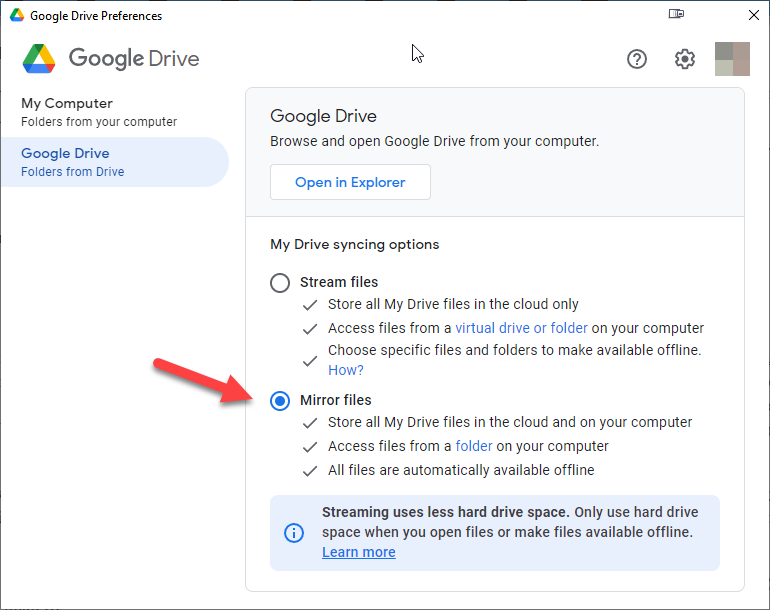 Google Drive Preferences
Google Drive
My Computer
Folders from your computer
Google Drive
Folders from Drive
Google Drive
Browse and open Google Drive from your computer.
Open in Explorer
My Drive syncing options
Stream files
Store all My Drive files in the cloud only
Access files from a virtual drive or folder on your computer
Choose specific files and folders to make available offline.
How?
Mirror files
Store all My Drive files in the cloud and on your computer
Access files from a folder on your computer
All files are automatically available offline
Streaming uses less hard drive space. Only use hard drive
space when you open files or make files available offline.
Learn more